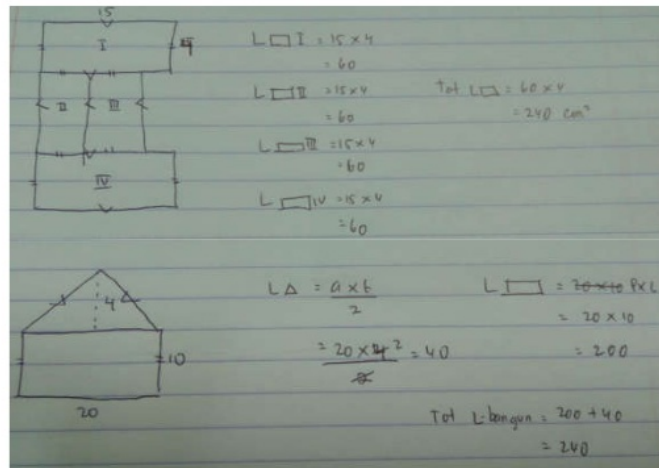 15
I
4
II III
IV
L □ I = 15 x 4
= 60
L □ II = 15 x 4
= 60
L □ III = 15 x 4
= 60
L □ IV = 15 x 4
= 60
Tot L □ = 60 x 4
= 240 cm²
4
10
20
L Δ = a x t / 2
= 20 x 4 2 / 2 = 40
L □ = 20 x 10 P x L
= 20 x 10
= 200
Tot L.bangun = 200 + 40
= 240